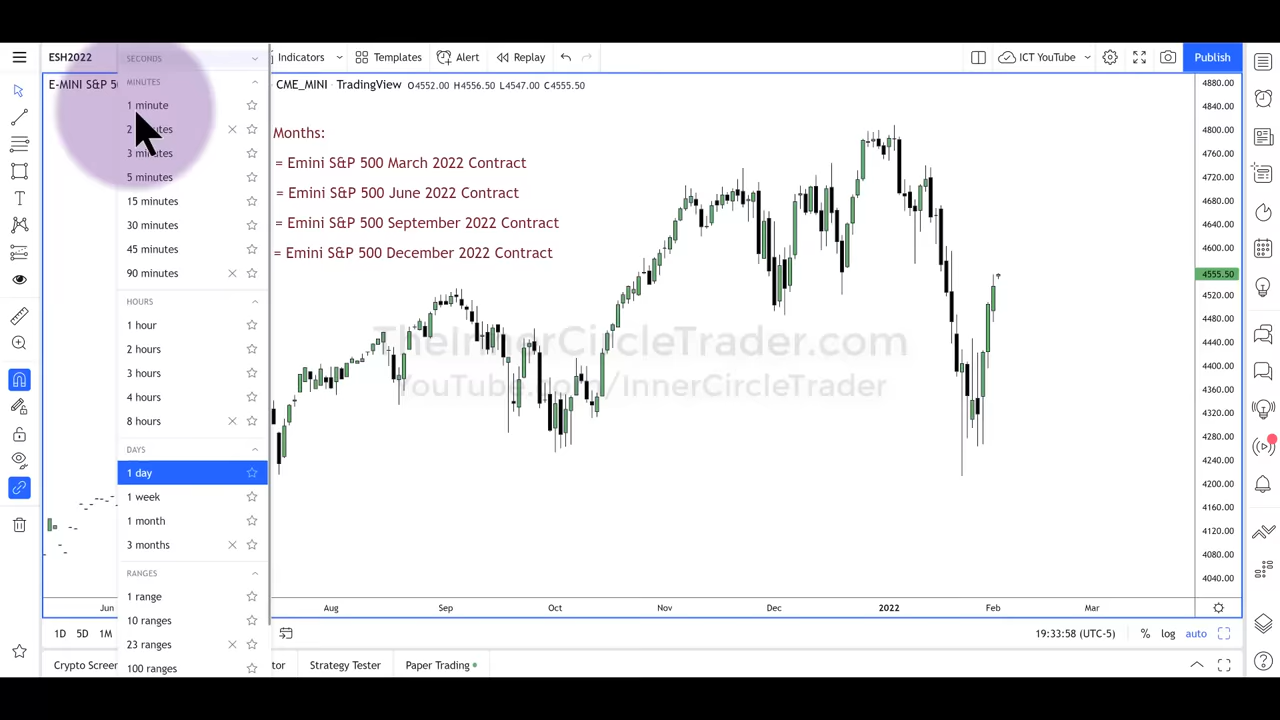 ESH2022
SECONDS
Indicators
Templates
Alert
Replay
ICT YouTube
Publish
E-MINI S&P 50
CME_MINI · TradingView O4552.00 H4556.50 L4547.00 C4555.50
MINUTES
1 minute
3 minutes
5 minutes
15 minutes
30 minutes
45 minutes
90 minutes
HOURS
1 hour
2 hours
3 hours
4 hours
8 hours
DAYS
1 day
1 week
1 month
3 months
RANGES
1 range
10 ranges
23 ranges
100 ranges
Months:
= Emini S&P 500 March 2022 Contract
= Emini S&P 500 June 2022 Contract
= Emini S&P 500 September 2022 Contract
= Emini S&P 500 December 2022 Contract
TheInnerCircleTrader.com
YouTube.com/InnerCircleTrader
4880.00
4840.00
4800.00
4760.00
4720.00
4680.00
4640.00
4600.00
4555.50
4520.00
4480.00
4440.00
4400.00
4360.00
4320.00
4280.00
4240.00
4200.00
4160.00
4120.00
4080.00
4040.00
Jun
Aug
Sep
Oct
Nov
Dec
2022
Feb
Mar
1D 5D 1M
19:33:58 (UTC-5)
% log auto
Crypto Screen
tor
Strategy Tester
Paper Trading